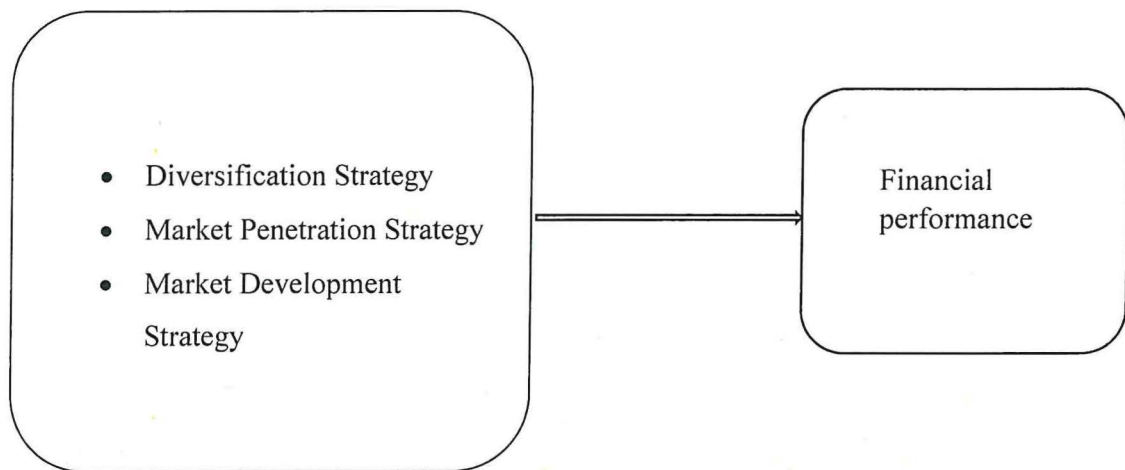 • Diversification Strategy
• Market Penetration Strategy
• Market Development
Strategy
Financial
performance